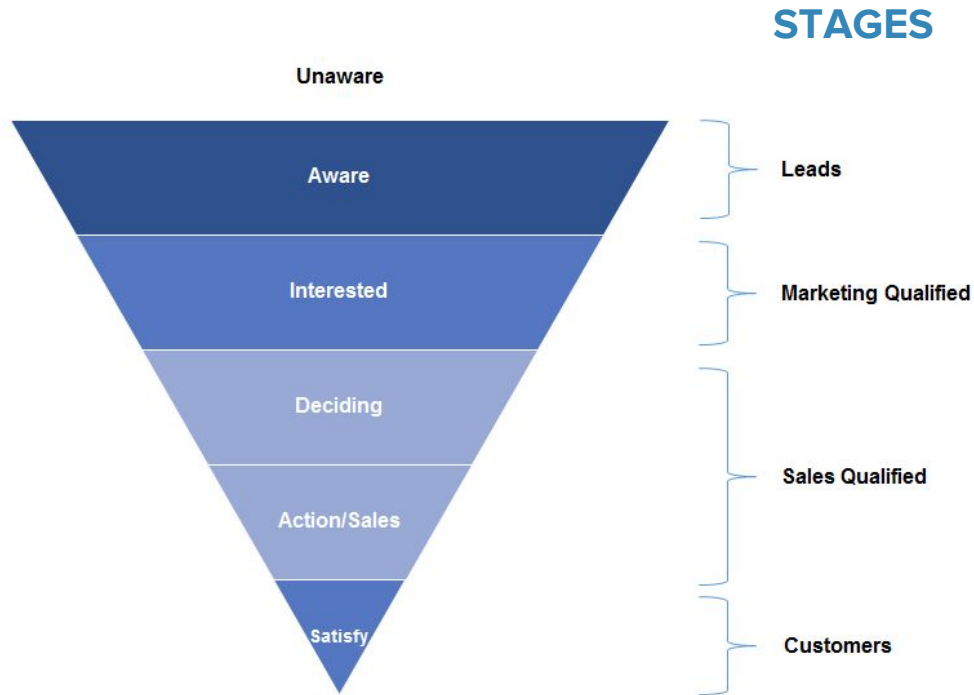 STAGES
Unaware
Aware
Leads
Interested
Marketing Qualified
Deciding
Sales Qualified
Action/Sales
Satisfy
Customers